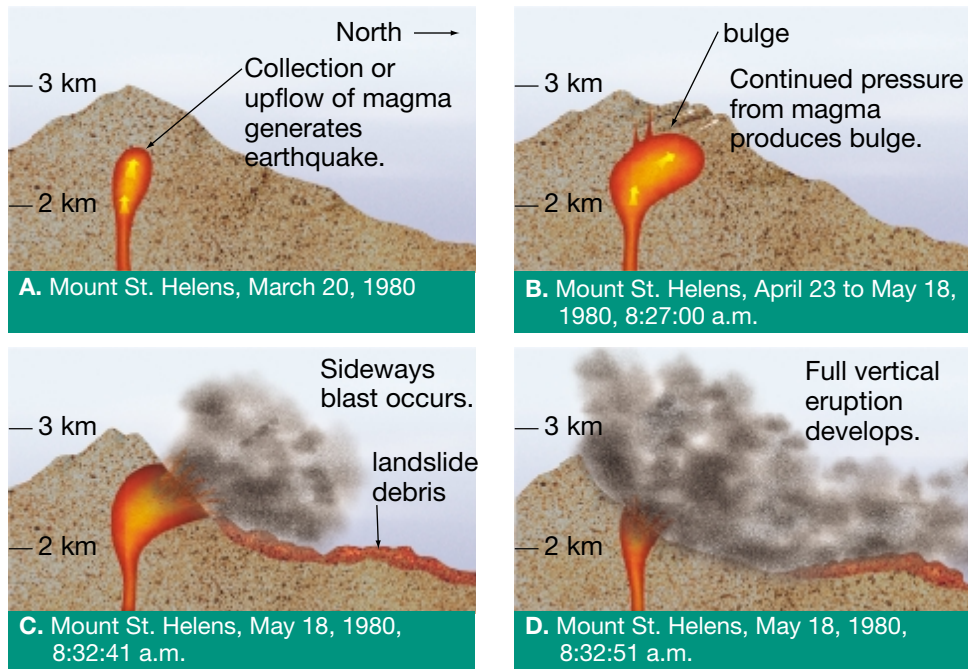 North
Collection or
upflow of magma
generates
earthquake.
3 km
2 km
A. Mount St. Helens, March 20, 1980
bulge
Continued pressure
from magma
produces bulge.
3 km
2 km
B. Mount St. Helens, April 23 to May 18,
1980, 8:27:00 a.m.
Sideways
blast occurs.
landslide
debris
3 km
2 km
C. Mount St. Helens, May 18, 1980,
8:32:41 a.m.
Full vertical
eruption
develops.
3 km
2 km
D. Mount St. Helens, May 18, 1980,
8:32:51 a.m.